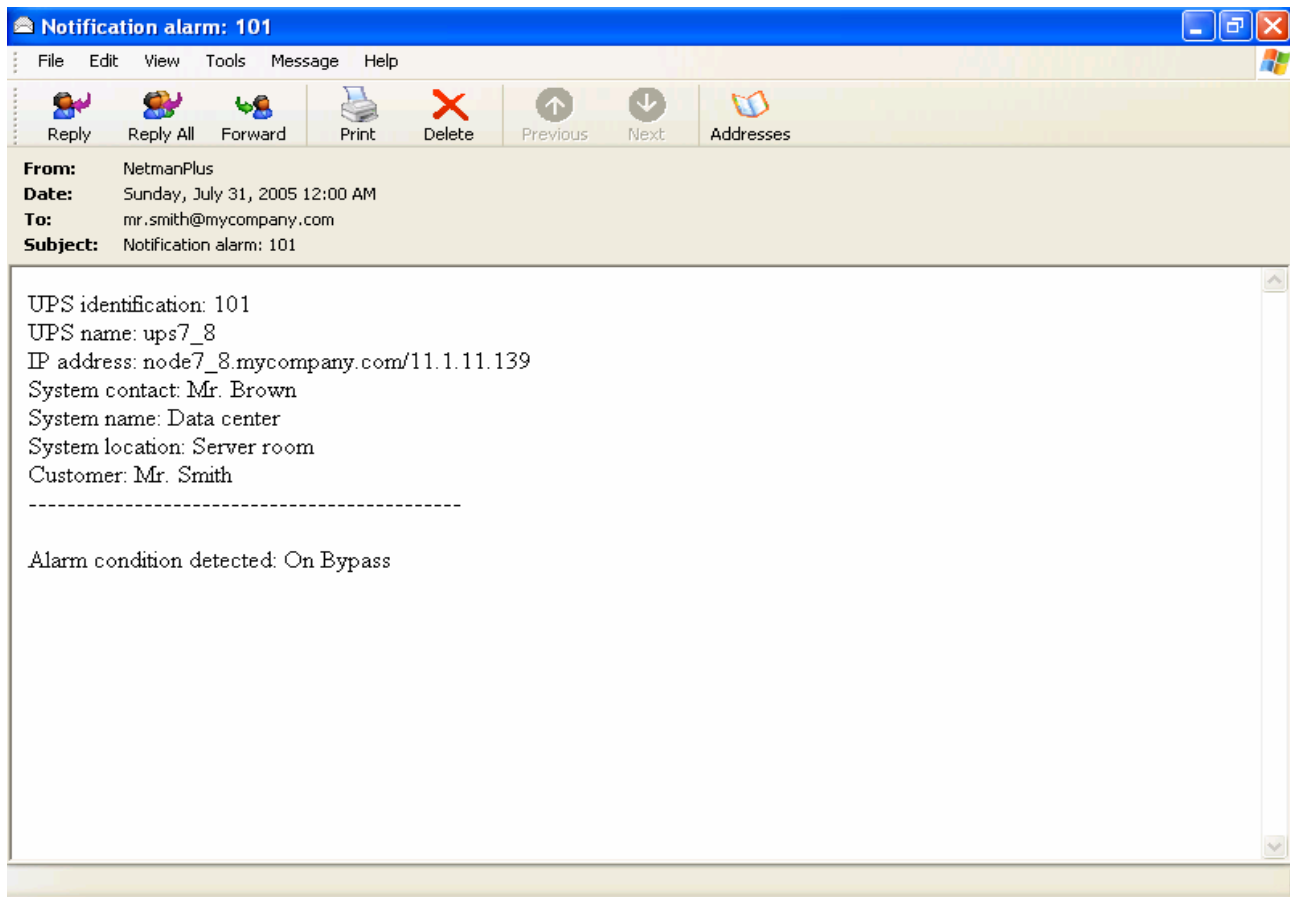 Notification alarm: 101
File Edit View Tools Message Help
Reply Reply All Forward Print Delete Previous Next Addresses
From: NetmanPlus
Date: Sunday, July 31, 2005 12:00 AM
To: mr.smith@mycompany.com
Subject: Notification alarm: 101
UPS identification: 101
UPS name: ups7_8
IP address: node7_8.mycompany.com/11.1.11.139
System contact: Mr. Brown
System name: Data center
System location: Server room
Customer: Mr. Smith
---------------------------------------------
Alarm condition detected: On Bypass